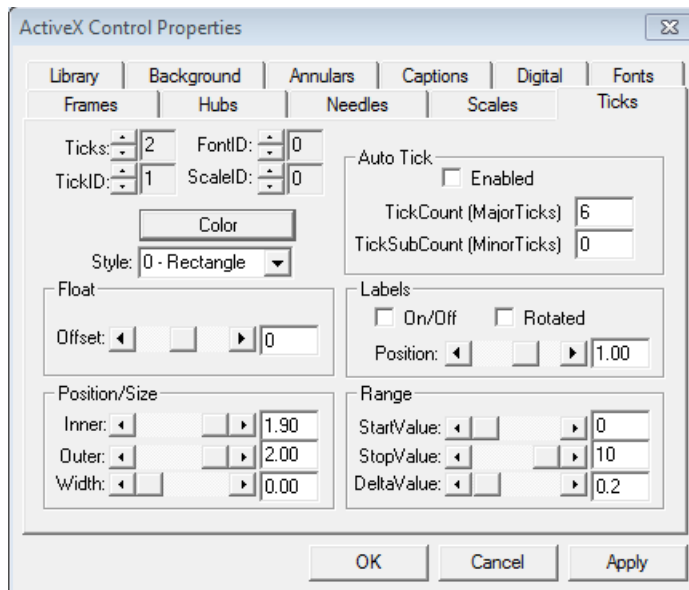 ActiveX Control Properties
Library Background Annulars Captions Digital Fonts
Frames Hubs Needles Scales Ticks
Ticks: 2 FontID: 0
TickID: 1 ScaleID: 0
Color
Style: 0 - Rectangle
Auto Tick
Enabled
TickCount (MajorTicks) 6
TickSubCount (MinorTicks) 0
Float
Offset: 0
Labels
On/Off Rotated
Position: 1.00
Position/Size
Inner: 1.90
Outer: 2.00
Width: 0.00
Range
StartValue: 0
StopValue: 10
DeltaValue: 0.2
OK Cancel Apply